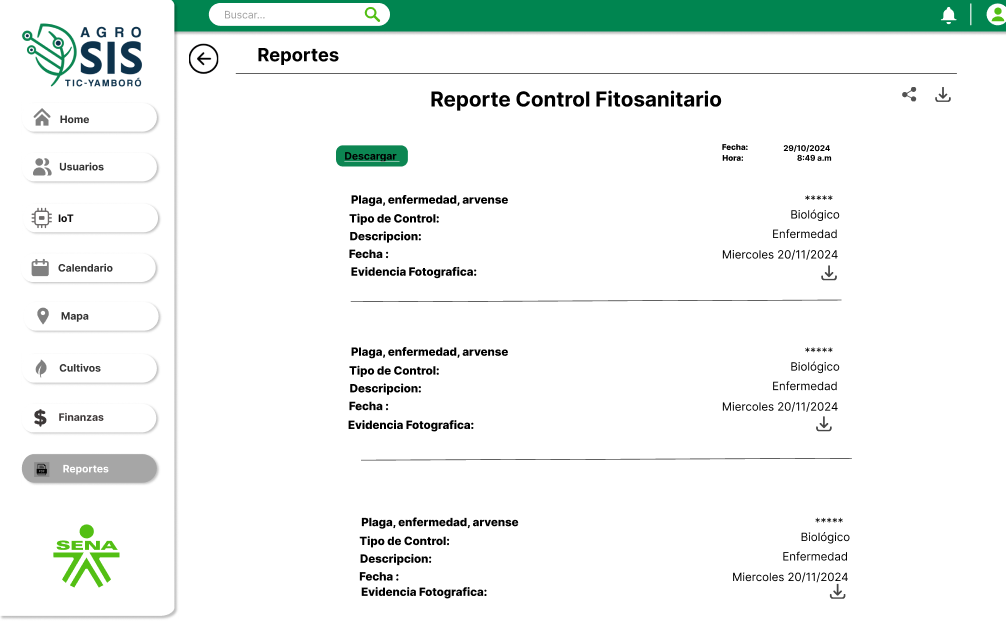 AGRO
SIS
TIC-YAMBORÓ
Home
Usuarios
IoT
Calendario
Mapa
Cultivos
Finanzas
Reportes
SENA
Buscar...
Reportes
Reporte Control Fitosanitario
Descargar
Fecha: 29/10/2024
Hora: 8:49 a.m
Plaga, enfermedad, arvense *****
Tipo de Control: Biológico
Descripcion: Enfermedad
Fecha : Miercoles 20/11/2024
Evidencia Fotografica:
Plaga, enfermedad, arvense *****
Tipo de Control: Biológico
Descripcion: Enfermedad
Fecha : Miercoles 20/11/2024
Evidencia Fotografica:
Plaga, enfermedad, arvense *****
Tipo de Control: Biológico
Descripcion: Enfermedad
Fecha : Miercoles 20/11/2024
Evidencia Fotografica: